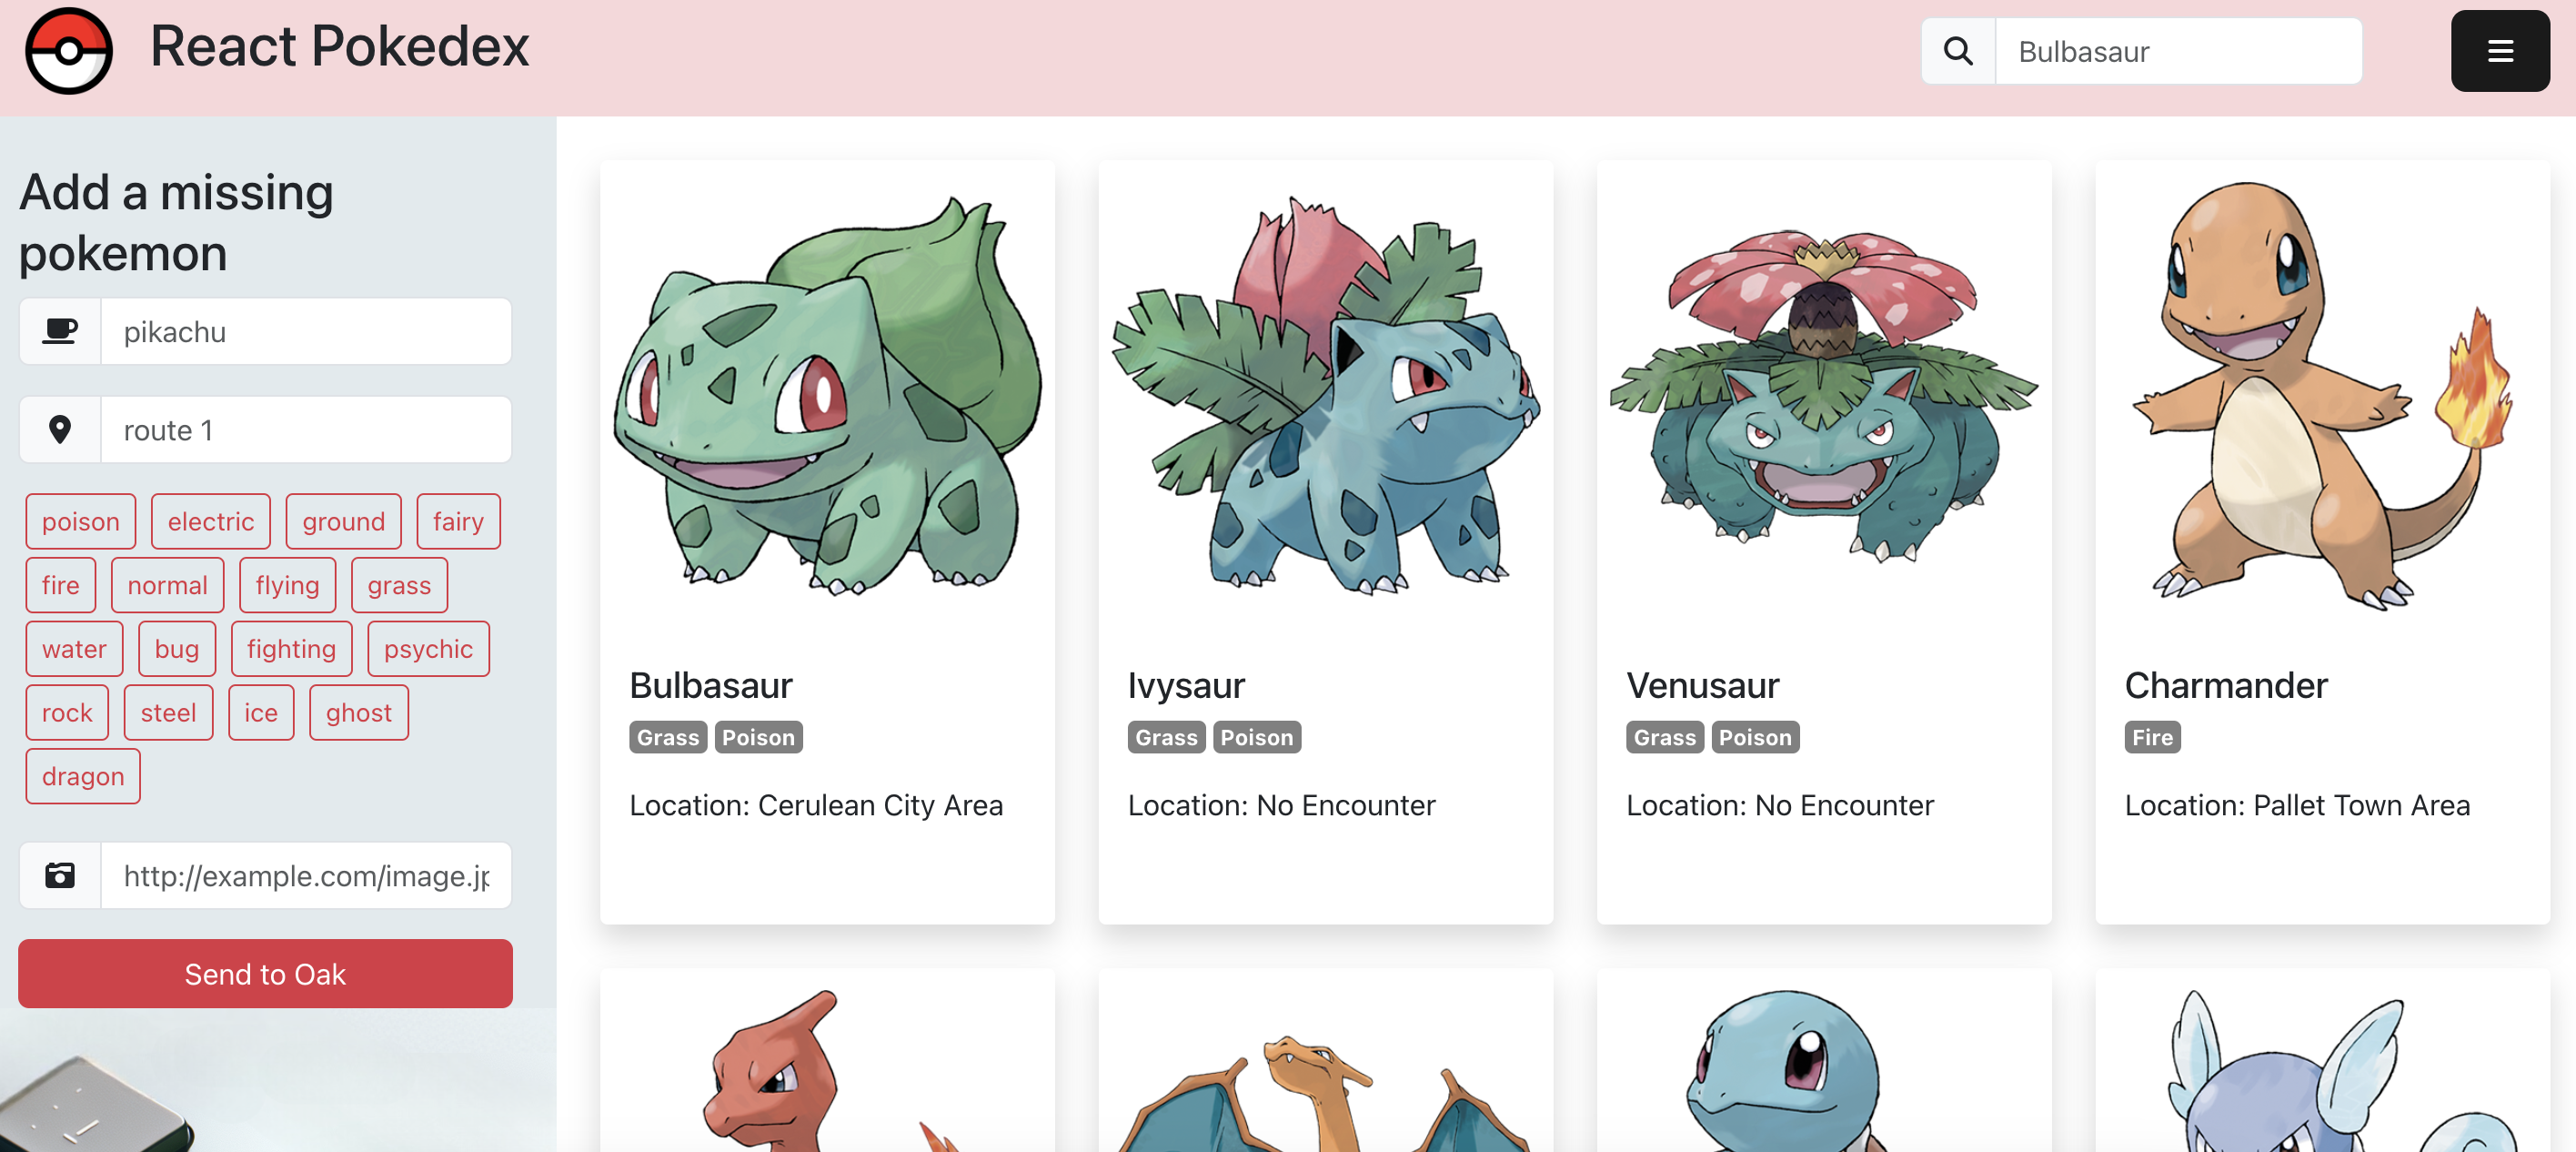 React Pokedex
Bulbasaur
Add a missing
pokemon
pikachu
route 1
poison electric ground fairy
fire normal flying grass
water bug fighting psychic
rock steel ice ghost
dragon
http://example.com/image.jp
Send to Oak
Bulbasaur
Grass Poison
Location: Cerulean City Area
Ivysaur
Grass Poison
Location: No Encounter
Venusaur
Grass Poison
Location: No Encounter
Charmander
Fire
Location: Pallet Town Area